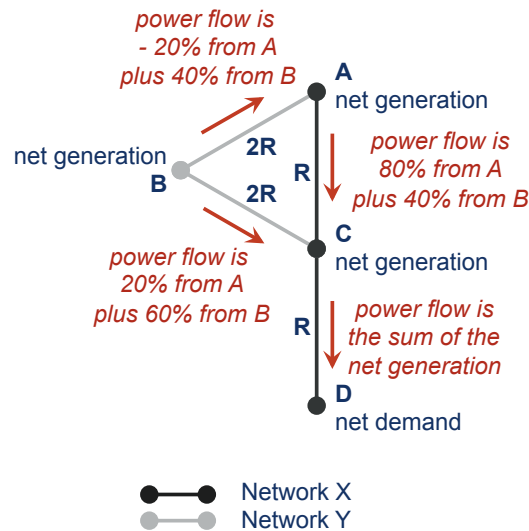 power flow is
- 20% from A
plus 40% from B
A
net generation
net generation
B
2R
2R
R
power flow is
80% from A
plus 40% from B
C
net generation
power flow is
20% from A
plus 60% from B
R
power flow is
the sum of the
net generation
D
net demand
Network X
Network Y